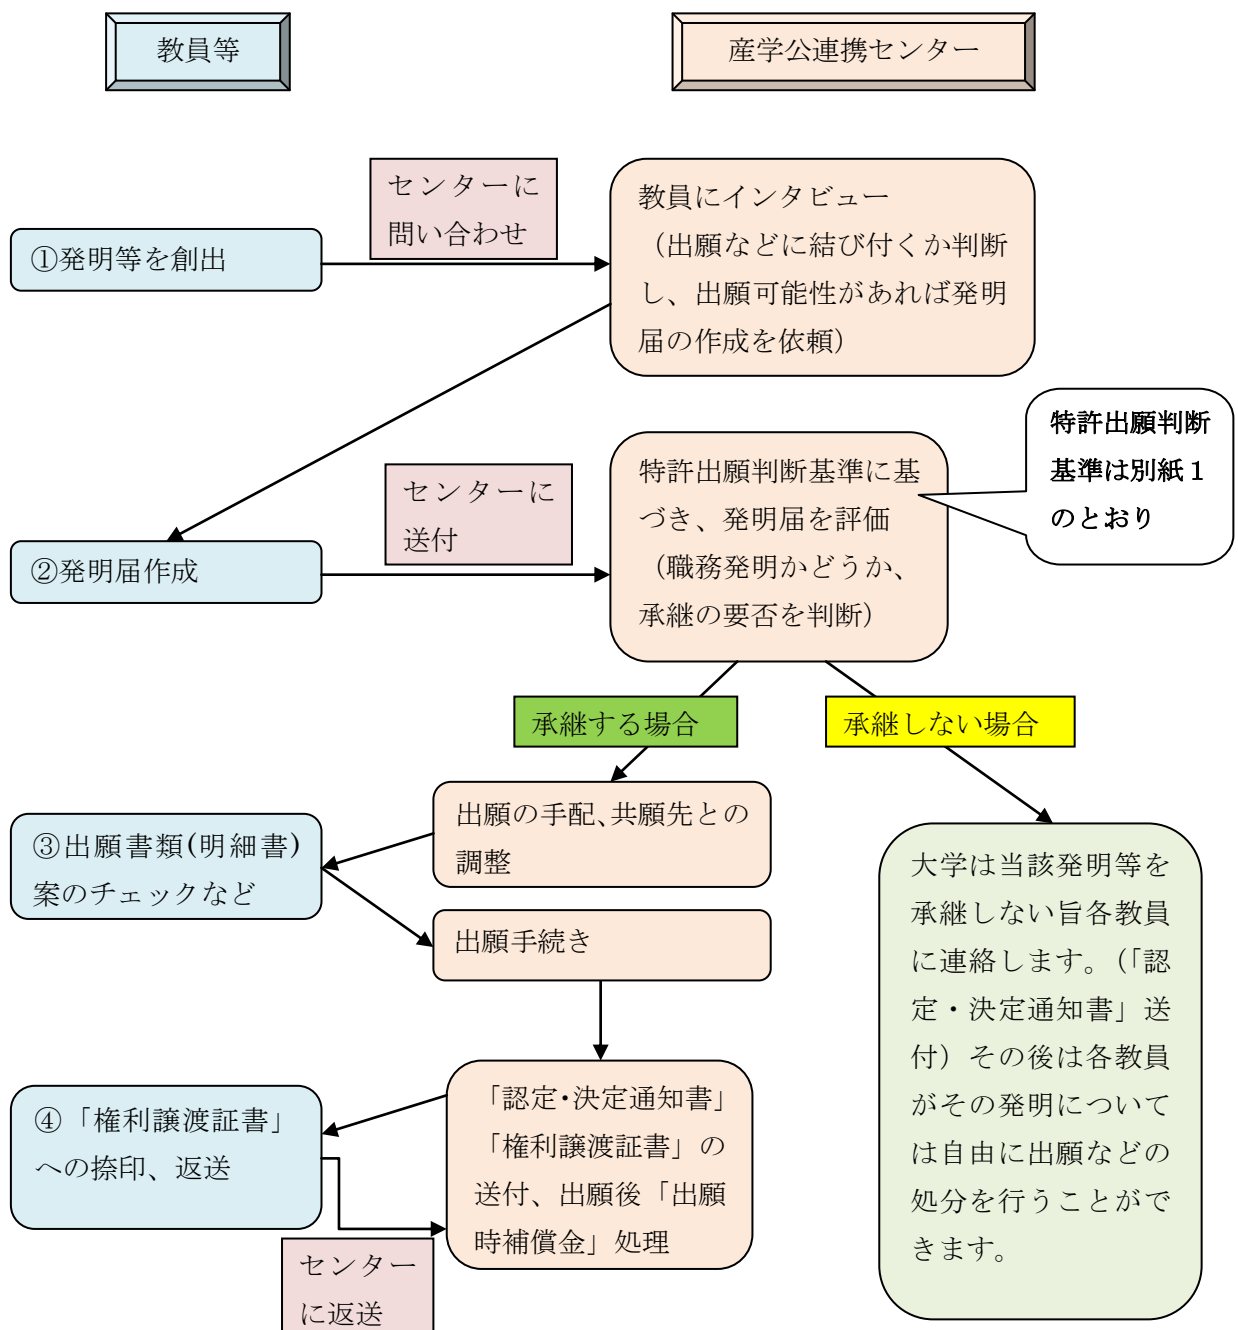 教員等
産学公連携センター
センターに
問い合わせ
①発明等を創出
教員にインタビュー
（出願などに結び付くか判断
し、出願可能性があれば発明
届の作成を依頼）
特許出願判断
基準は別紙１
のとおり
センターに
送付
②発明届作成
特許出願判断基準に基
づき、発明届を評価
（職務発明かどうか、
承継の要否を判断）
承継する場合
承継しない場合
出願の手配、共願先との
調整
③出願書類(明細書)
案のチェックなど
出願手続き
大学は当該発明等を
承継しない旨各教員
に連絡します。（「認
定・決定通知書」送
付）その後は各教員
がその発明について
は自由に出願などの
処分を行うことがで
きます。
④「権利譲渡証書」
への捺印、返送
「認定・決定通知書」
「権利譲渡証書」の
送付、出願後「出願
時補償金」処理
センター
に返送